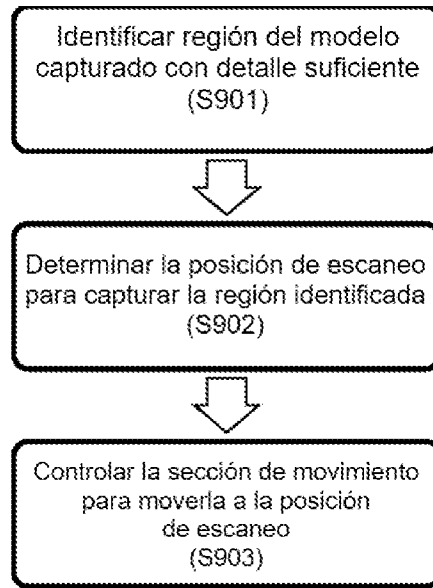 Identificar región del modelo
capturado con detalle suficiente
(S901)
Determinar la posición de escaneo
para capturar la región identificada
(S902)
Controlar la sección de movimiento
para moverla a la posición
de escaneo
(S903)